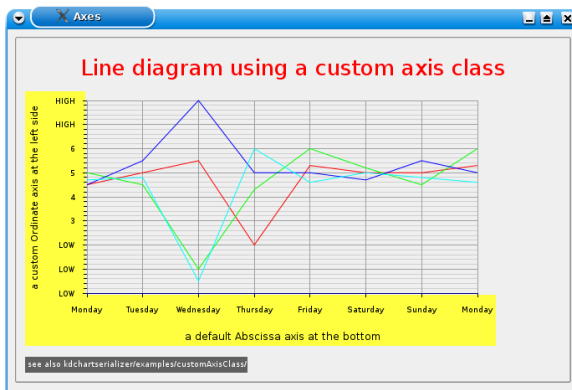 Axes
Line diagram using a custom axis class
a custom Ordinate axis at the left side
HIGH
HIGH
6
5
4
3
LOW
LOW
LOW
Monday Tuesday Wednesday Thursday Friday Saturday Sunday Monday
a default Abscissa axis at the bottom
see also kdchartserializer/examples/customAxisClass/